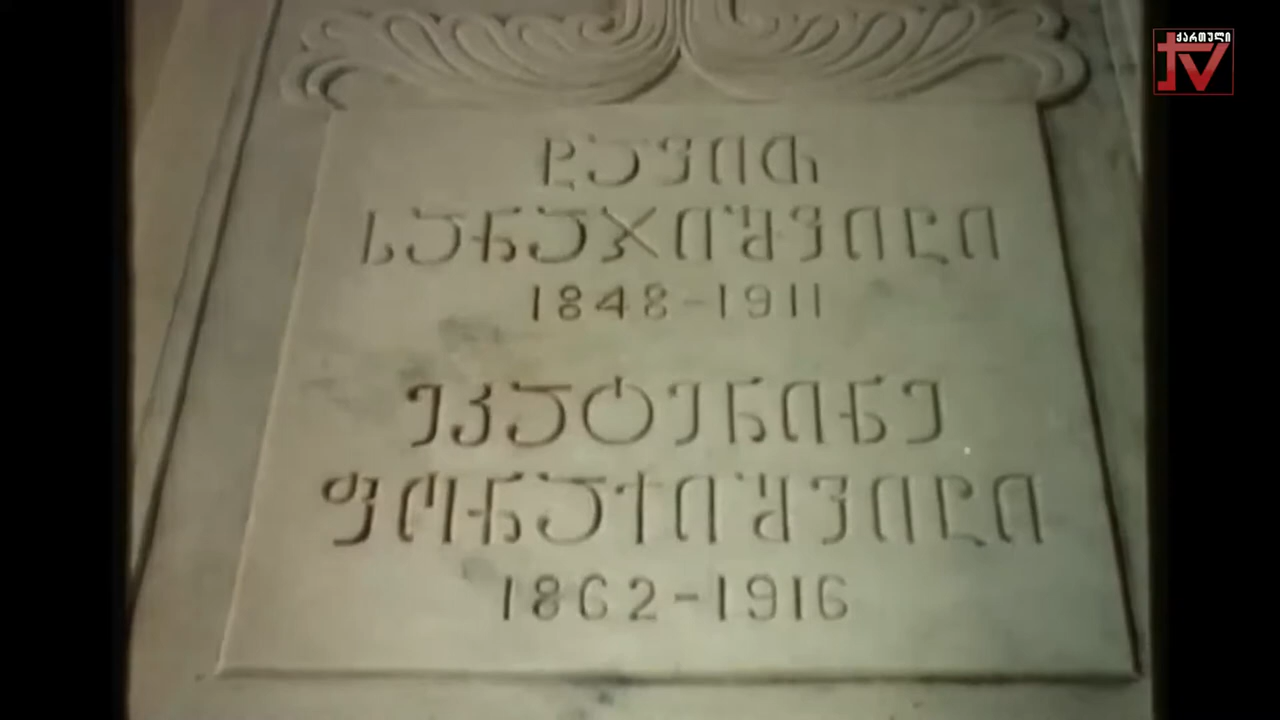 ქართული
TV
დავით
სარაჯიშვილი
1848-1911
ეკატერინე
ფორაქიშვილი
1862-1916